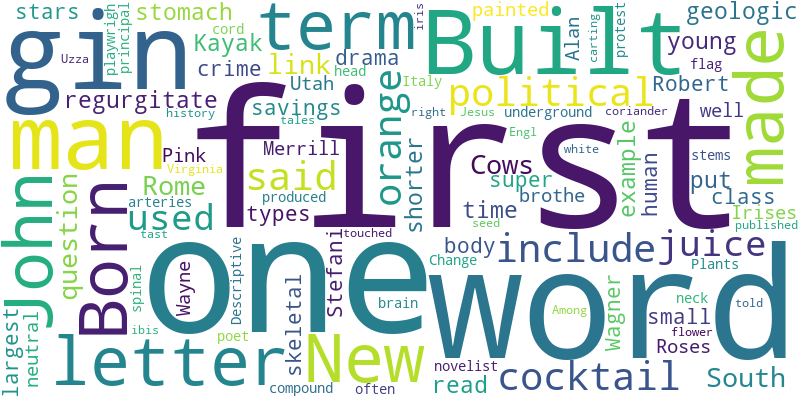 stars
stomach
cord
playwrigh
principal
Uzza
Kayak
crime
link
term
drama
head
iris
Built
painted
carting
Alan
protest
geologic
young
flag
gin
regurgitate
history
savings
Utah
tales
orange
right
political
Jesus
underground
Robert
coriander
well
made
man
Pink
Virginia
Rome
Merrill
said
first
shorter
Cows
super
Engl
brothe
white
example
human
put
stems
class
Irises
published
John
question
Born
arteries
used
types
produced
touched
time
seed
tast
one
body
include
juice
Change
Plants
neutral
largest
spinal
ibis
Wayne
Descriptive
skeletal
Stefani
brain
word
Among
Wagner
neck
small
flower
Roses
told
letter
poet
New
compound
often
novelist
read
cocktail
South
Italy